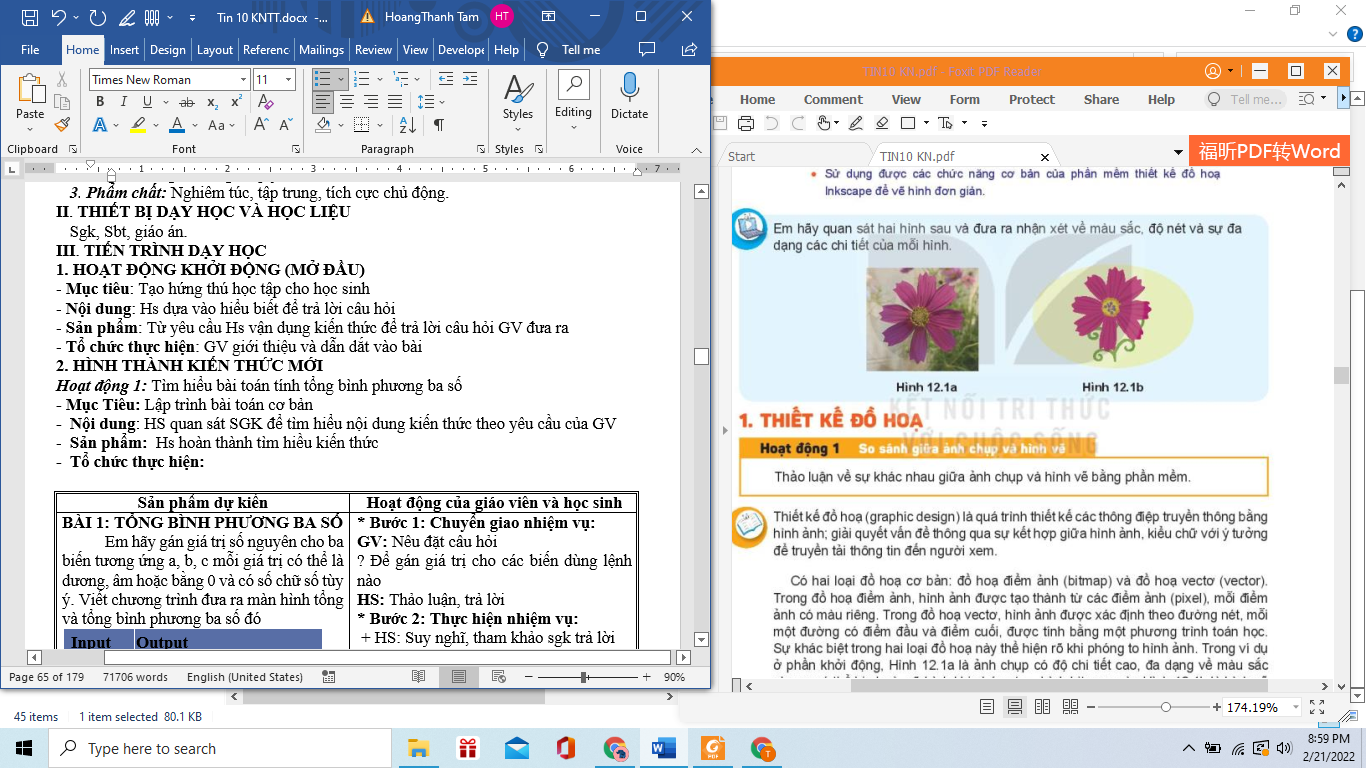 Tin 10 KNTT.docx -...
HoangThanh Tam
HT
File Home Insert Design Layout Referenc Mailings Review View Develope Help Tell me
Paste
Times New Roman 11
B I U ab x₂ x²
A A Aa A A
Styles
Editing
Dictate
Clipboard Font Paragraph Styles Voice
L 1 2 3 4 5 6 7
3. Phẩm chất: Nghiêm túc, tập trung, tích cực chủ động.
II. THIẾT BỊ DẠY HỌC VÀ HỌC LIỆU
Sgk, Sbt, giáo án.
III. TIẾN TRÌNH DẠY HỌC
1. HOẠT ĐỘNG KHỞI ĐỘNG (MỞ ĐẦU)
- Mục tiêu: Tạo hứng thú học tập cho học sinh
- Nội dung: Hs dựa vào hiểu biết để trả lời câu hỏi
- Sản phẩm: Từ yêu cầu Hs vận dụng kiến thức để trả lời câu hỏi GV đưa ra
- Tổ chức thực hiện: GV giới thiệu và dẫn dắt vào bài
2. HÌNH THÀNH KIẾN THỨC MỚI
Hoạt động 1: Tìm hiểu bài toán tính tổng bình phương ba số
- Mục Tiêu: Lập trình bài toán cơ bản
- Nội dung: HS quan sát SGK để tìm hiểu nội dung kiến thức theo yêu cầu của GV
- Sản phẩm: Hs hoàn thành tìm hiểu kiến thức
- Tổ chức thực hiện:
Sản phẩm dự kiến
BÀI 1: TỔNG BÌNH PHƯƠNG BA SỐ
Em hãy gán giá trị số nguyên cho ba
biến tương ứng a, b, c mỗi giá trị có thể là
dương, âm hoặc bằng 0 và có số chữ số tùy
ý. Viết chương trình đưa ra màn hình tổng
và tổng bình phương ba số đó
Input Output
Hoạt động của giáo viên và học sinh
* Bước 1: Chuyển giao nhiệm vụ:
GV: Nêu đặt câu hỏi
? Để gán giá trị cho các biến dùng lệnh
nào
HS: Thảo luận, trả lời
* Bước 2: Thực hiện nhiệm vụ:
+ HS: Suy nghĩ, tham khảo sgk trả lời
Page 65 of 179 71706 words English (United States) 90%
45 items 1 item selected 80.1 KB
TIN10 KN.pdf - Foxit PDF Reader
Home Comment View Form Protect Share Help Tell me...
Start TIN10 KN.pdf
福昕PDF转Word
• Sử dụng được các chức năng cơ bản của phần mềm thiết kế đồ hoạ
Inkscape để vẽ hình đơn giản.
Em hãy quan sát hai hình sau và đưa ra nhận xét về màu sắc, độ nét và sự đa
dạng các chi tiết của mỗi hình.
Hình 12.1a Hình 12.1b
KẾT NỐI TRI THỨC
VỚI CUỘC SỐNG
1. THIẾT KẾ ĐỒ HOẠ
Hoạt động 1 So sánh giữa ảnh chụp và hình vẽ
Thảo luận về sự khác nhau giữa ảnh chụp và hình vẽ bằng phần mềm.
Thiết kế đồ hoạ (graphic design) là quá trình thiết kế các thông điệp truyền thông bằng
hình ảnh; giải quyết vấn đề thông qua sự kết hợp giữa hình ảnh, kiểu chữ với ý tưởng
để truyền tải thông tin đến người xem.
Có hai loại đồ hoạ cơ bản: đồ hoạ điểm ảnh (bitmap) và đồ hoạ vectơ (vector).
Trong đồ hoạ điểm ảnh, hình ảnh được tạo thành từ các điểm ảnh (pixel), mỗi điểm
ảnh có màu riêng. Trong đồ hoạ vectơ, hình ảnh được xác định theo đường nét, mỗi
một đường có điểm đầu và điểm cuối, được tính bằng một phương trình toán học.
Sự khác biệt trong hai loại đồ hoạ này thể hiện rõ khi phóng to hình ảnh. Trong ví dụ
ở phần khởi động, Hình 12.1a là ảnh chụp có độ chi tiết cao, đa dạng về màu sắc
174.19%
Type here to search
8:59 PM
2/21/2022